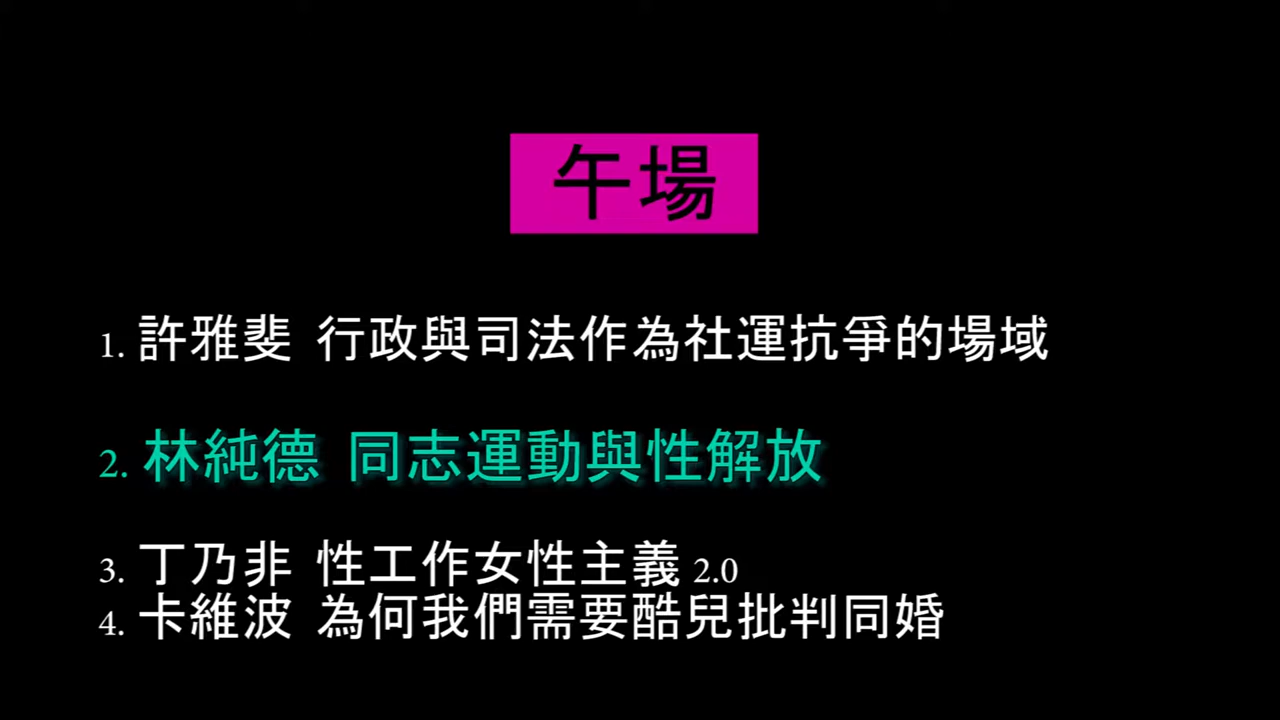 午場
1. 許雅斐 行政與司法作為社運抗爭的場域
2. 林純德 同志運動與性解放
3. 丁乃非 性工作女性主義 2.0
4. 卡維波 為何我們需要酷兒批判同婚